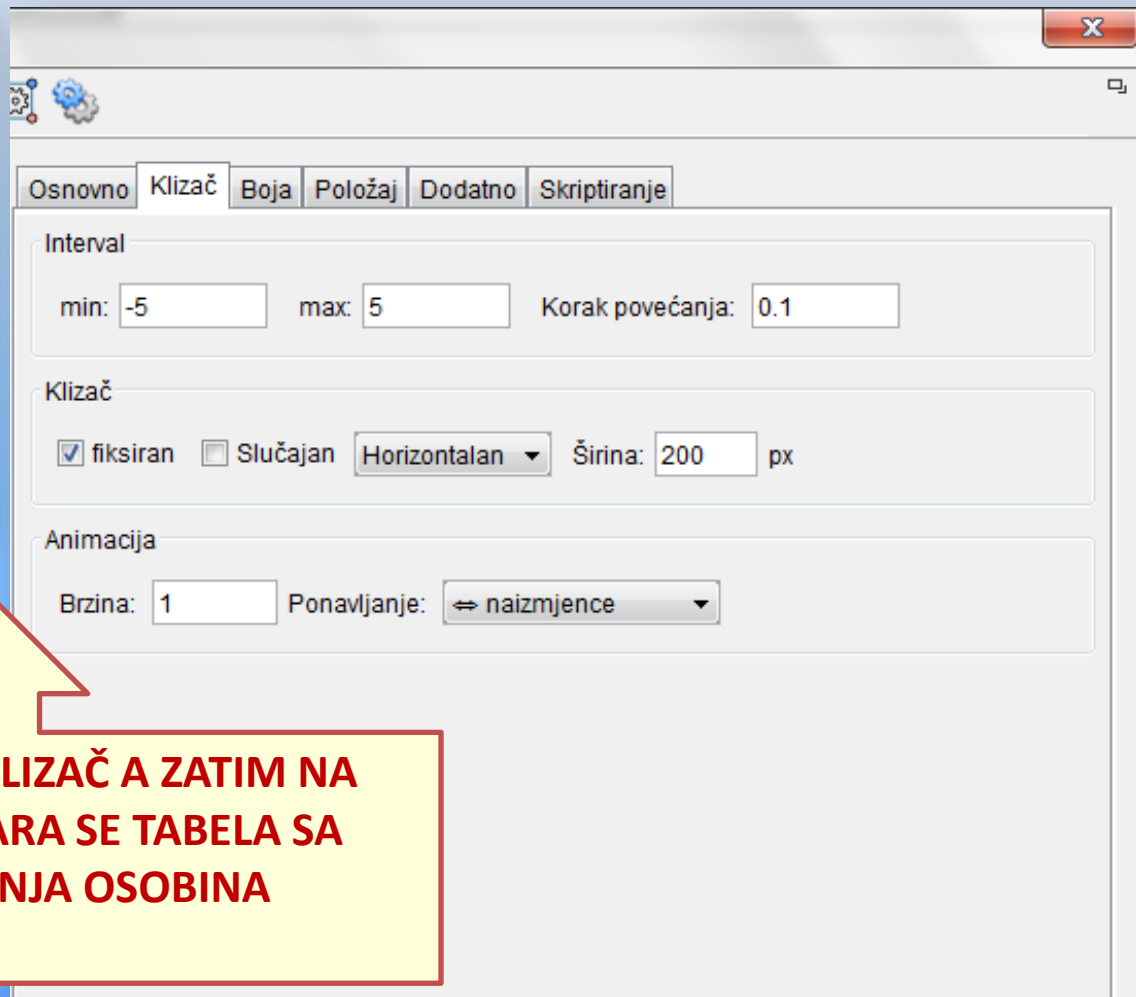 Osnovno Klizač Boja Položaj Dodatno Skriptiranje
Interval
min: -5 max: 5 Korak povećanja: 0.1
Klizač
fiksiran Slučajan Horizontalan Širina: 200 px
Animacija
Brzina: 1 Ponavljanje: ⇔ naizmjence
LIZAČ A ZATIM NA
ARA SE TABELA SA
NJA OSOBINA